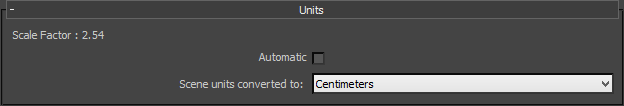 - Units
Scale Factor : 2.54
Automatic
Scene units converted to: Centimeters